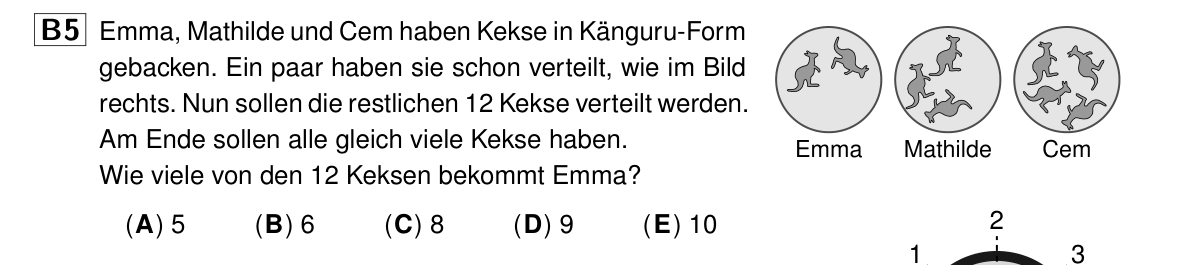 B5 Emma, Mathilde und Cem haben Kekse in Känguru-Form
gebacken. Ein paar haben sie schon verteilt, wie im Bild
rechts. Nun sollen die restlichen 12 Kekse verteilt werden.
Am Ende sollen alle gleich viele Kekse haben.
Wie viele von den 12 Keksen bekommt Emma?
Emma Mathilde Cem
(A) 5 (B) 6 (C) 8 (D) 9 (E) 10
2
1 3